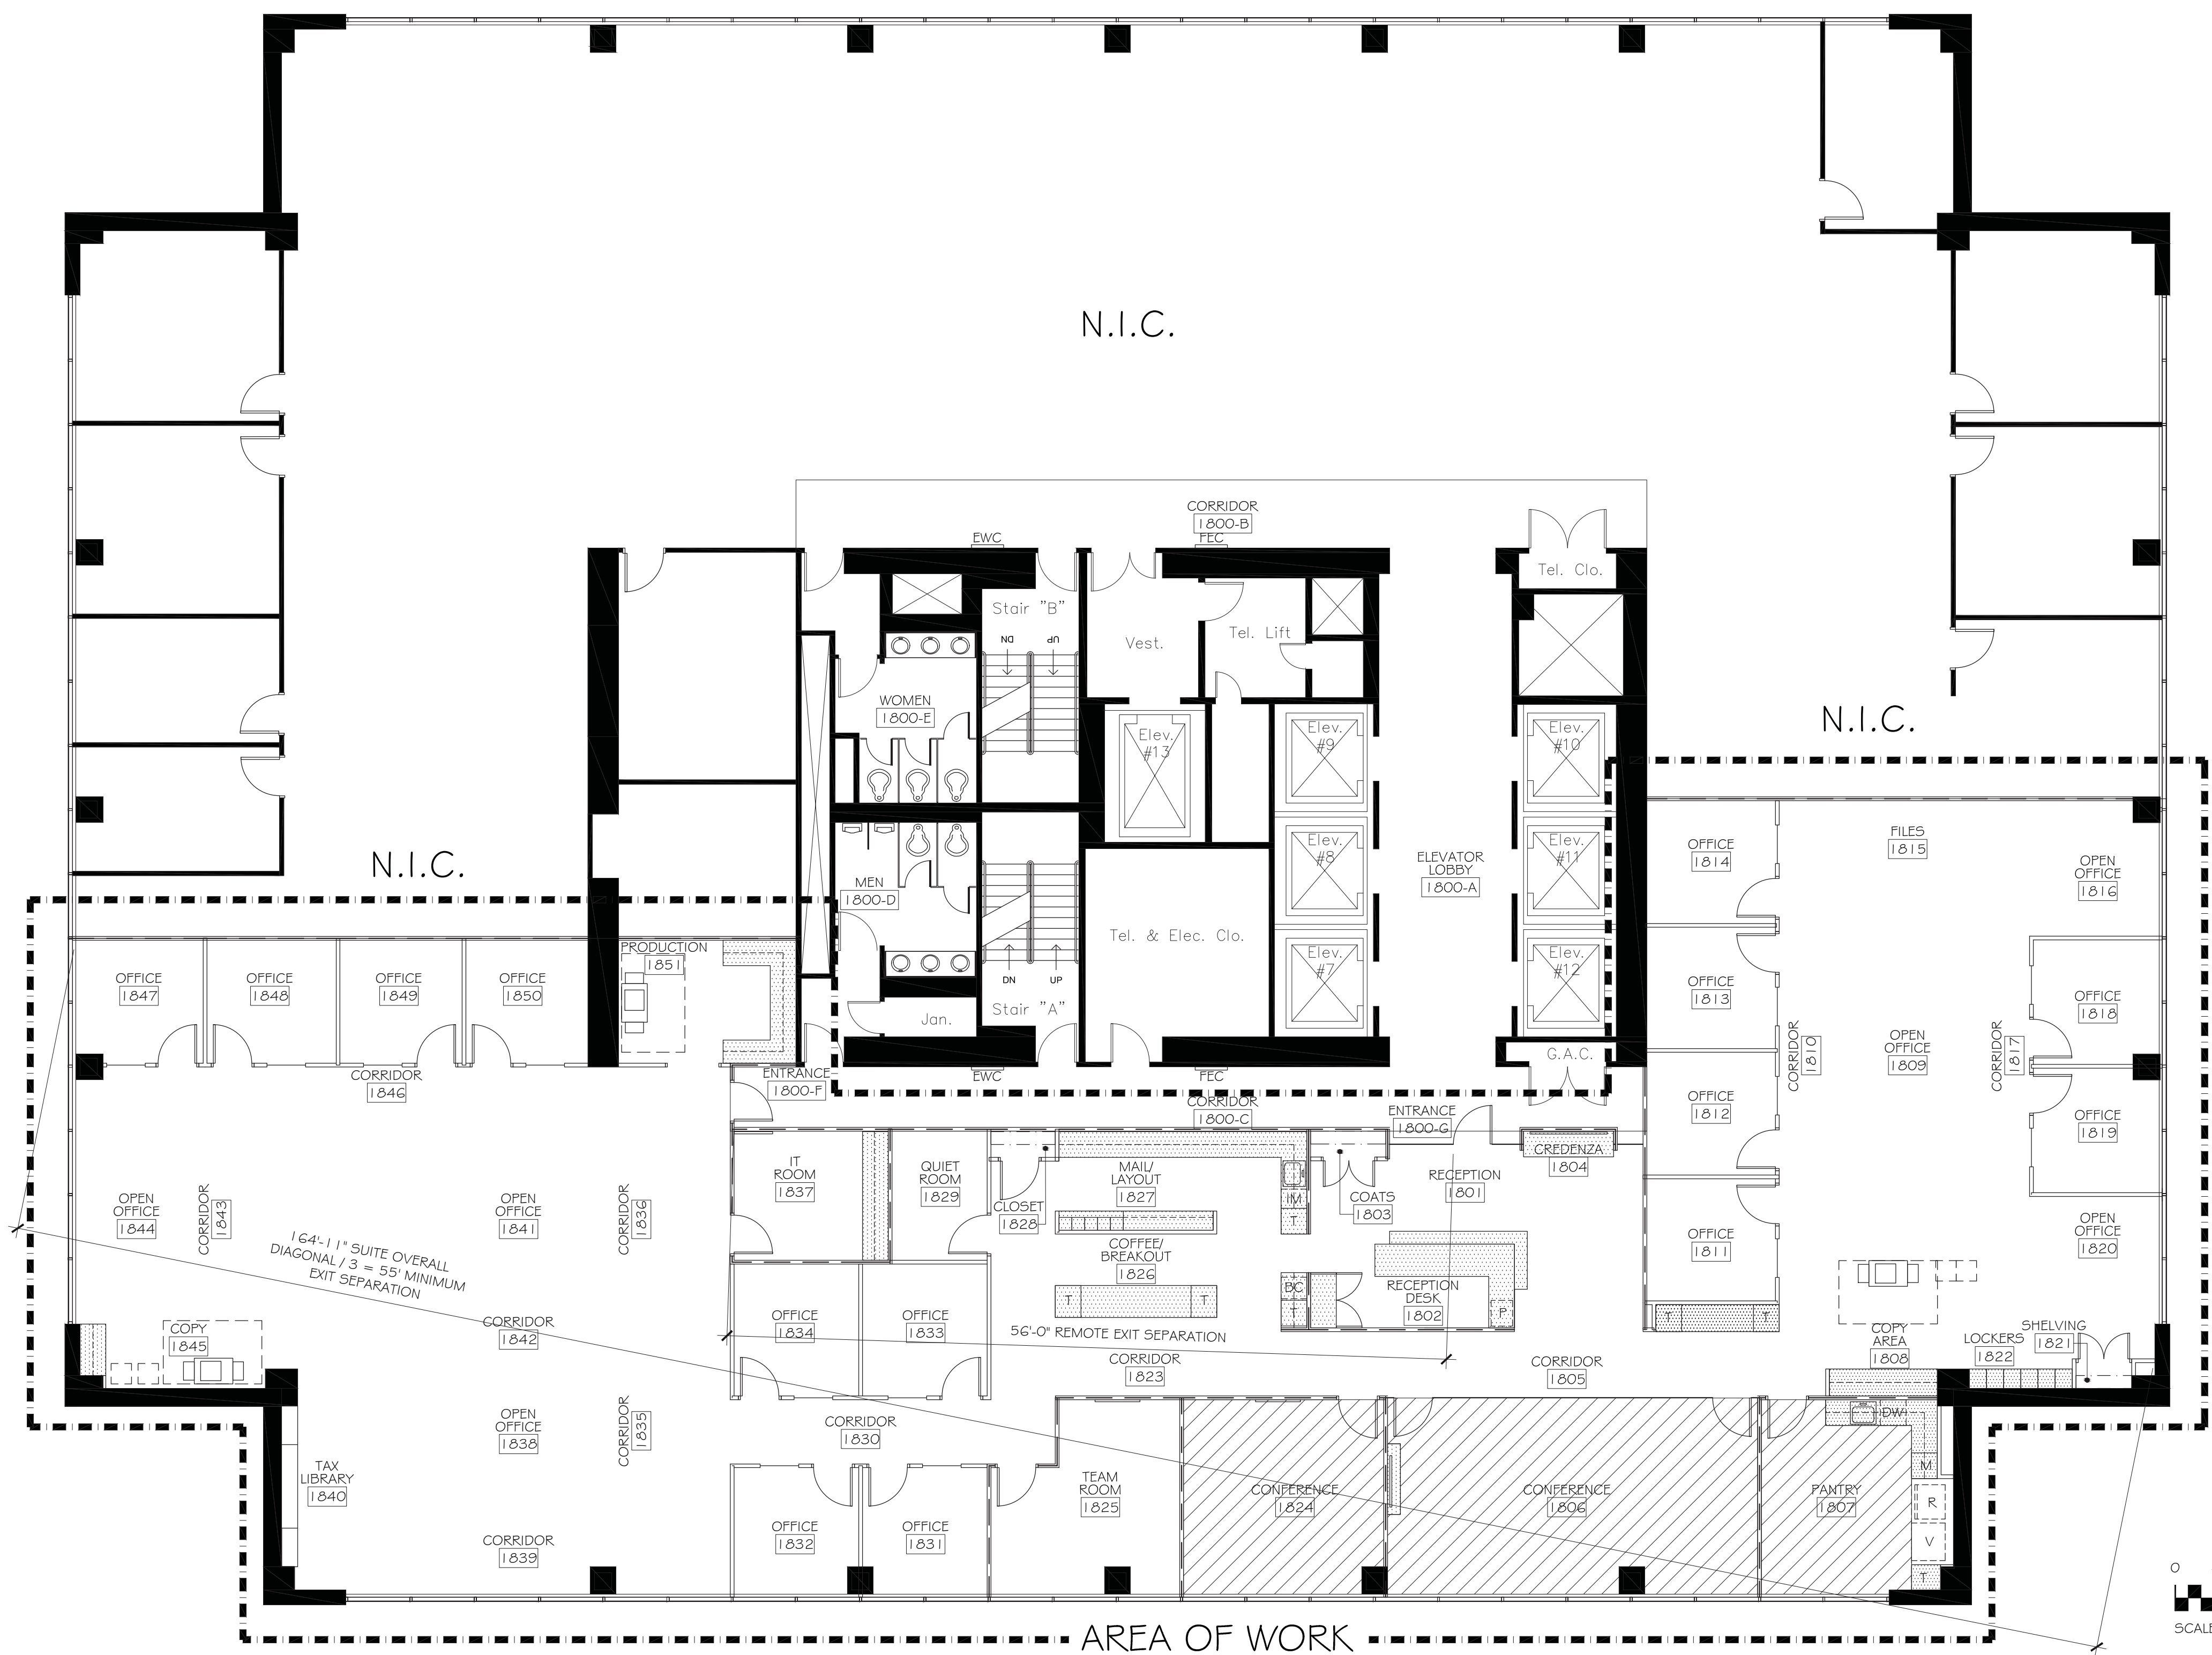 N.I.C.
CORRIDOR
1800-B
EWC
FEC
Tel. Clo.
Stair "B"
DN
UP
Vest.
Tel. Lift
WOMEN
1800-E
N.I.C.
Elev.
#13
Elev.
#9
Elev.
#10
N.I.C.
MEN
1800-D
Elev.
#8
ELEVATOR
LOBBY
1800-A
Elev.
#11
OFFICE
1814
FILES
1815
OPEN
OFFICE
1816
Tel. & Elec. Clo.
PRODUCTION
1851
OFFICE
1847
OFFICE
1848
OFFICE
1849
OFFICE
1850
DN
UP
Stair "A"
Jan.
Elev.
#7
Elev.
#12
OFFICE
1813
OFFICE
1818
G.A.C.
CORRIDOR
1810
OPEN
OFFICE
1809
CORRIDOR
1817
CORRIDOR
1846
ENTRANCE
1800-F
EWC
FEC
CORRIDOR
1800-C
ENTRANCE
1800-G
OFFICE
1812
OFFICE
1819
CREDENZA
1804
IT
ROOM
1837
QUIET
ROOM
1829
MAIL/
LAYOUT
1827
RECEPTION
1801
CLOSET
1828
COATS
1803
IM
T
OPEN
OFFICE
1844
CORRIDOR
1843
OPEN
OFFICE
1841
CORRIDOR
1836
OFFICE
1811
OPEN
OFFICE
1820
COFFEE/
BREAKOUT
1826
164'-11" SUITE OVERALL
DIAGONAL / 3 = 55' MINIMUM
EXIT SEPARATION
BC
T
T
T
RECEPTION
DESK
1802
P
T
T
COPY
1845
CORRIDOR
1842
OFFICE
1834
OFFICE
1833
56'-0" REMOTE EXIT SEPARATION
CORRIDOR
1823
CORRIDOR
1805
COPY
AREA
1808
LOCKERS
1822
SHELVING
1821
OPEN
OFFICE
1838
CORRIDOR
1835
CORRIDOR
1830
DW
M
TAX
LIBRARY
1840
TEAM
ROOM
1825
CONFERENCE
1824
CONFERENCE
1806
PANTRY
1807
R
V
T
CORRIDOR
1839
OFFICE
1832
OFFICE
1831
0
SCALE
AREA OF WORK